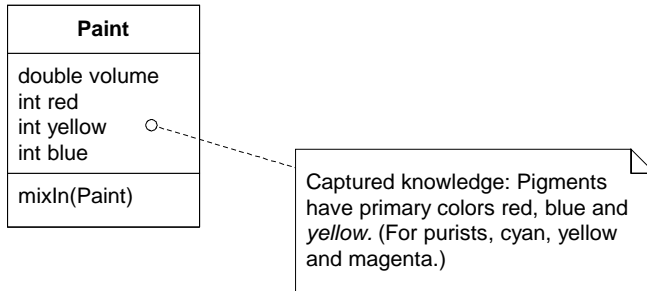 Paint
double volume
int red
int yellow
int blue
mixIn(Paint)
Captured knowledge: Pigments
have primary colors red, blue and
yellow. (For purists, cyan, yellow
and magenta.)